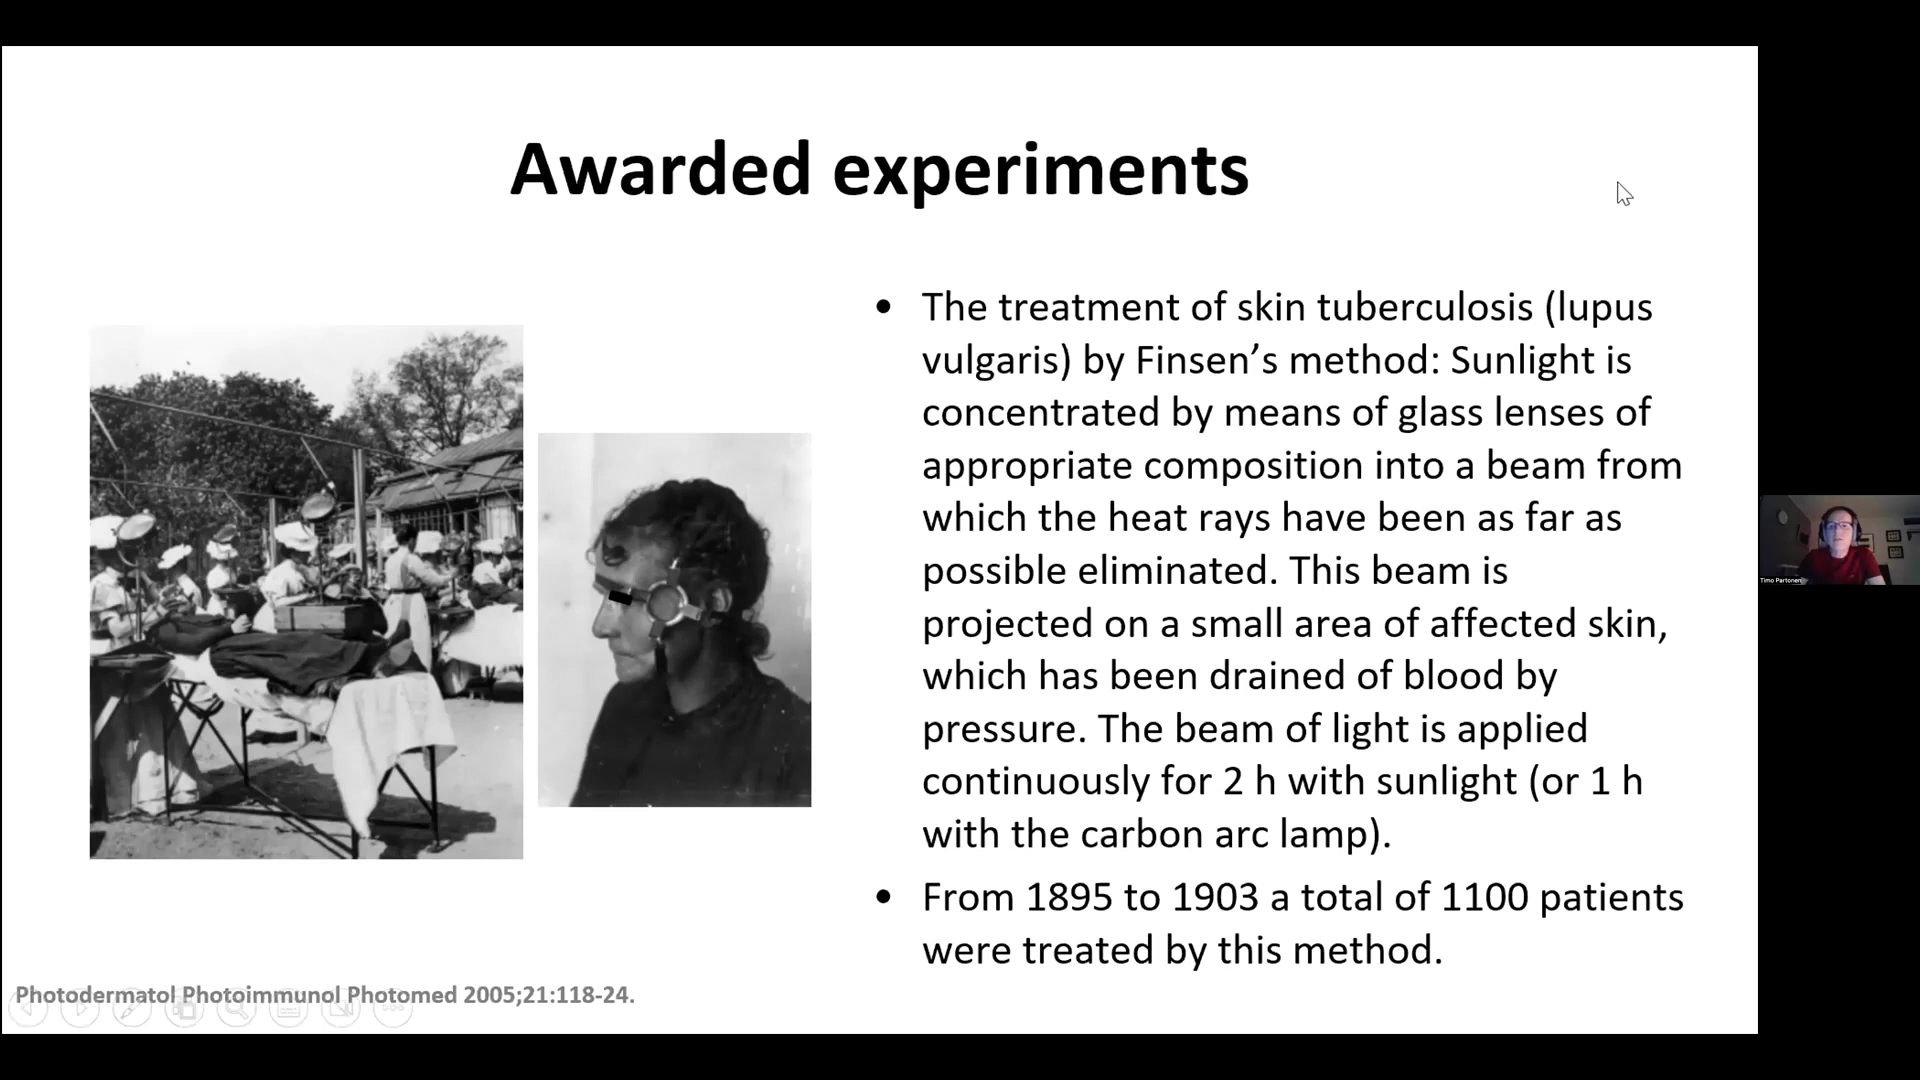 Awarded experiments
• The treatment of skin tuberculosis (lupus
vulgaris) by Finsen’s method: Sunlight is
concentrated by means of glass lenses of
appropriate composition into a beam from
which the heat rays have been as far as
possible eliminated. This beam is
projected on a small area of affected skin,
which has been drained of blood by
pressure. The beam of light is applied
continuously for 2 h with sunlight (or 1 h
with the carbon arc lamp).
• From 1895 to 1903 a total of 1100 patients
were treated by this method.
Photodermatol Photoimmunol Photomed 2005;21:118-24.
Timo Partonen